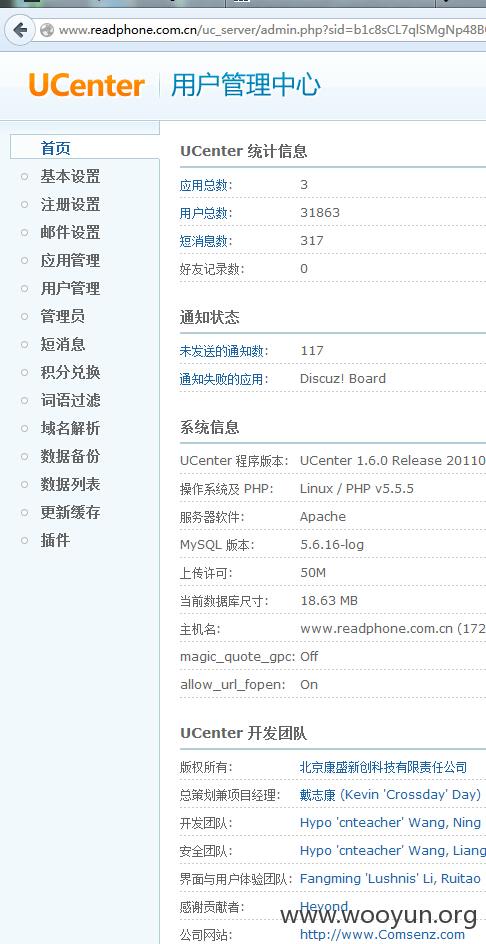 www.readphone.com.cn/uc_server/admin.php?sid=b1c8sCL7qlSMgNp48B
UCenter 用户管理中心
首页
基本设置
注册设置
邮件设置
应用管理
用户管理
管理员
短消息
积分兑换
词语过滤
域名解析
数据备份
数据列表
更新缓存
插件
UCenter 统计信息
应用总数: 3
用户总数: 31863
短消息数: 317
好友记录数: 0
通知状态
未发送的通知数: 117
通知失败的应用: Discuz! Board
系统信息
UCenter 程序版本: UCenter 1.6.0 Release 20110
操作系统及 PHP: Linux / PHP v5.5.5
服务器软件: Apache
MySQL 版本: 5.6.16-log
上传许可: 50M
当前数据库尺寸: 18.63 MB
主机名: www.readphone.com.cn (172
magic_quote_gpc: Off
allow_url_fopen: On
UCenter 开发团队
版权所有: 北京康盛新创科技有限责任公司
总策划兼项目经理: 戴志康 (Kevin 'Crossday' Day)
开发团队: Hypo 'cnteacher' Wang, Ning
安全团队: Hypo 'cnteacher' Wang, Liang
界面与用户体验团队: Fangming 'Lushnis' Li, Ruitao
感谢贡献者: Heyond
公司网站: http://www.Comsenz.com
www.wooyun.org